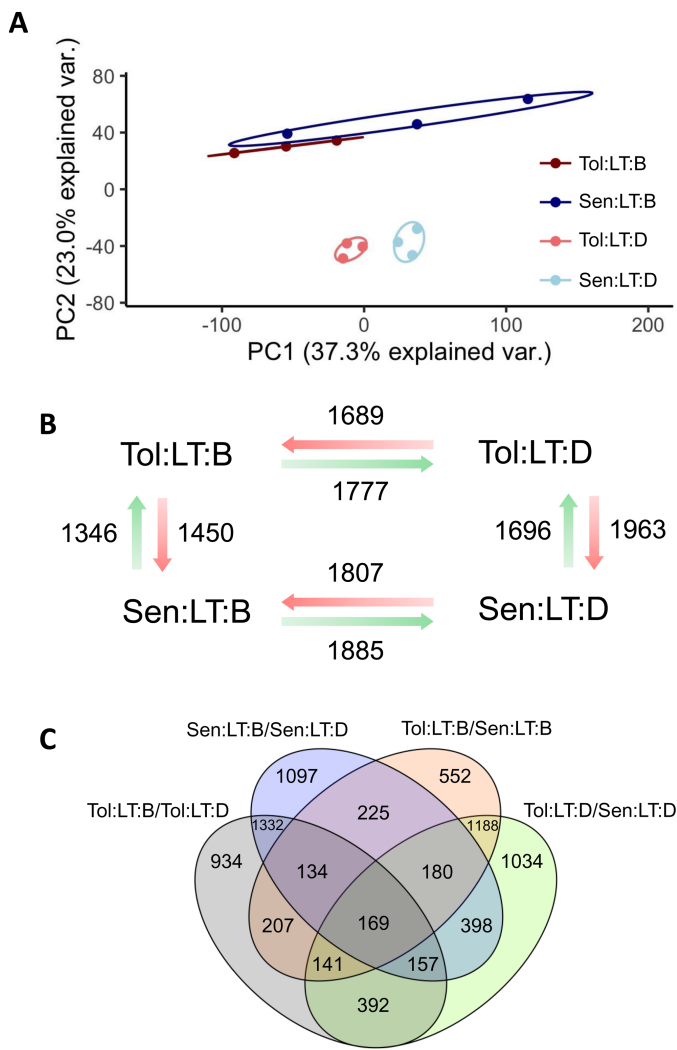 A
PC2 (23.0% explained var.)
80
40
0
-40
-80
-100
0
100
200
PC1 (37.3% explained var.)
Tol:LT:B
Sen:LT:B
Tol:LT:D
Sen:LT:D
B
1689
Tol:LT:B
Tol:LT:D
1777
1346
1450
1696
1963
1807
Sen:LT:B
Sen:LT:D
1885
C
Sen:LT:B/Sen:LT:D
Tol:LT:B/Sen:LT:B
Tol:LT:B/Tol:LT:D
Tol:LT:D/Sen:LT:D
1097
552
1332
225
1188
934
134
180
1034
207
169
398
141
157
392